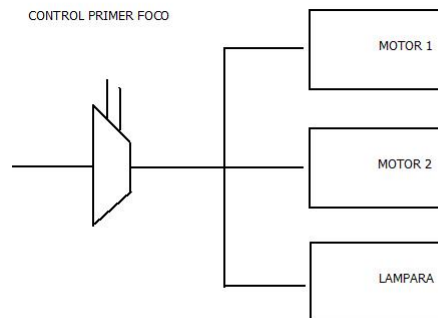 CONTROL PRIMER FOCO
MOTOR 1
MOTOR 2
LAMPARA